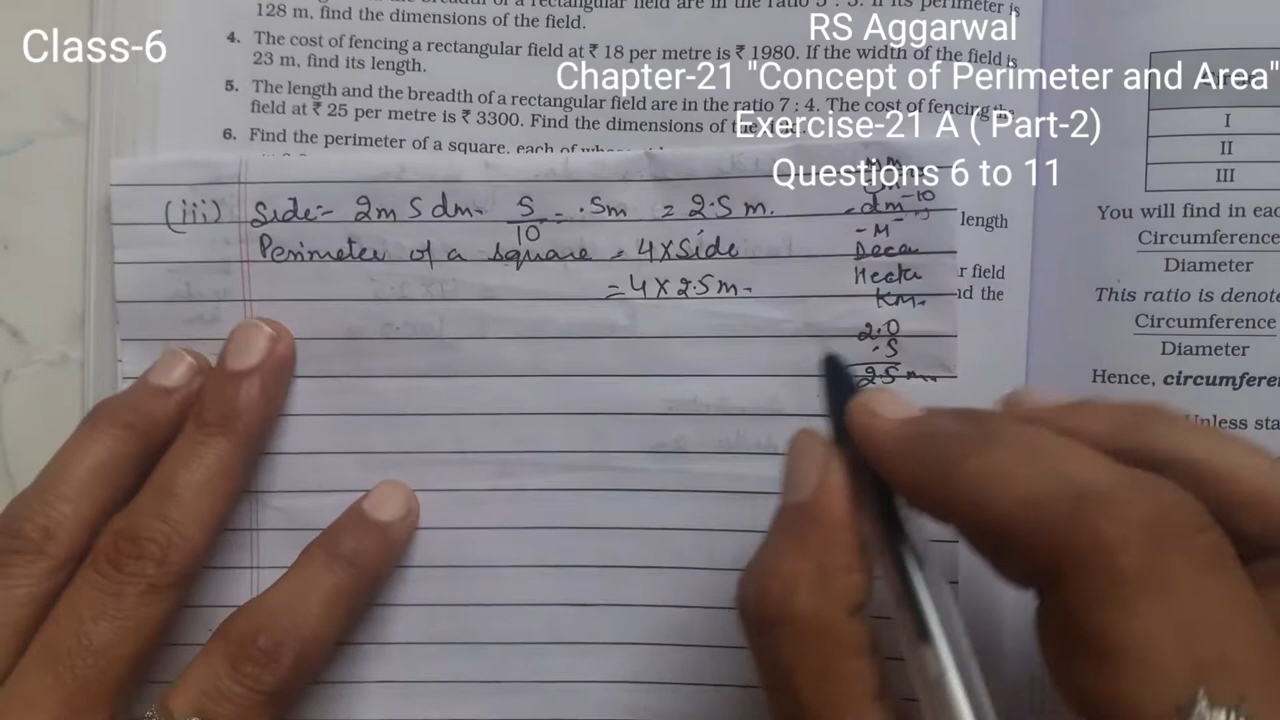 Class-6
RS Aggarwal
Chapter-21 "Concept of Perimeter and Area"
Exercise-21 A ( Part-2)
Questions 6 to 11
128 m, find the dimensions of the field.
4. The cost of fencing a rectangular field at ₹ 18 per metre is ₹ 1980. If the width of the field is
23 m, find its length.
5. The length and the breadth of a rectangular field are in the ratio 7 : 4. The cost of fencing
field at ₹ 25 per metre is ₹ 3300. Find the dimensions of
6. Find the perimeter of a square, each of
(iii) Side:- 2m 5 dm. 5/10 = .5m = 2.5 m.
Perimeter of a square = 4×Side
= 4×2.5m.
dm
10
M
Deca
Hecta
KM.
2.0
.5
2.5 m.
length
r field
nd the
I
II
III
You will find in eac
Circumference
Diameter
This ratio is denote
Circumference
Diameter
Hence, circumfere
Unless sta